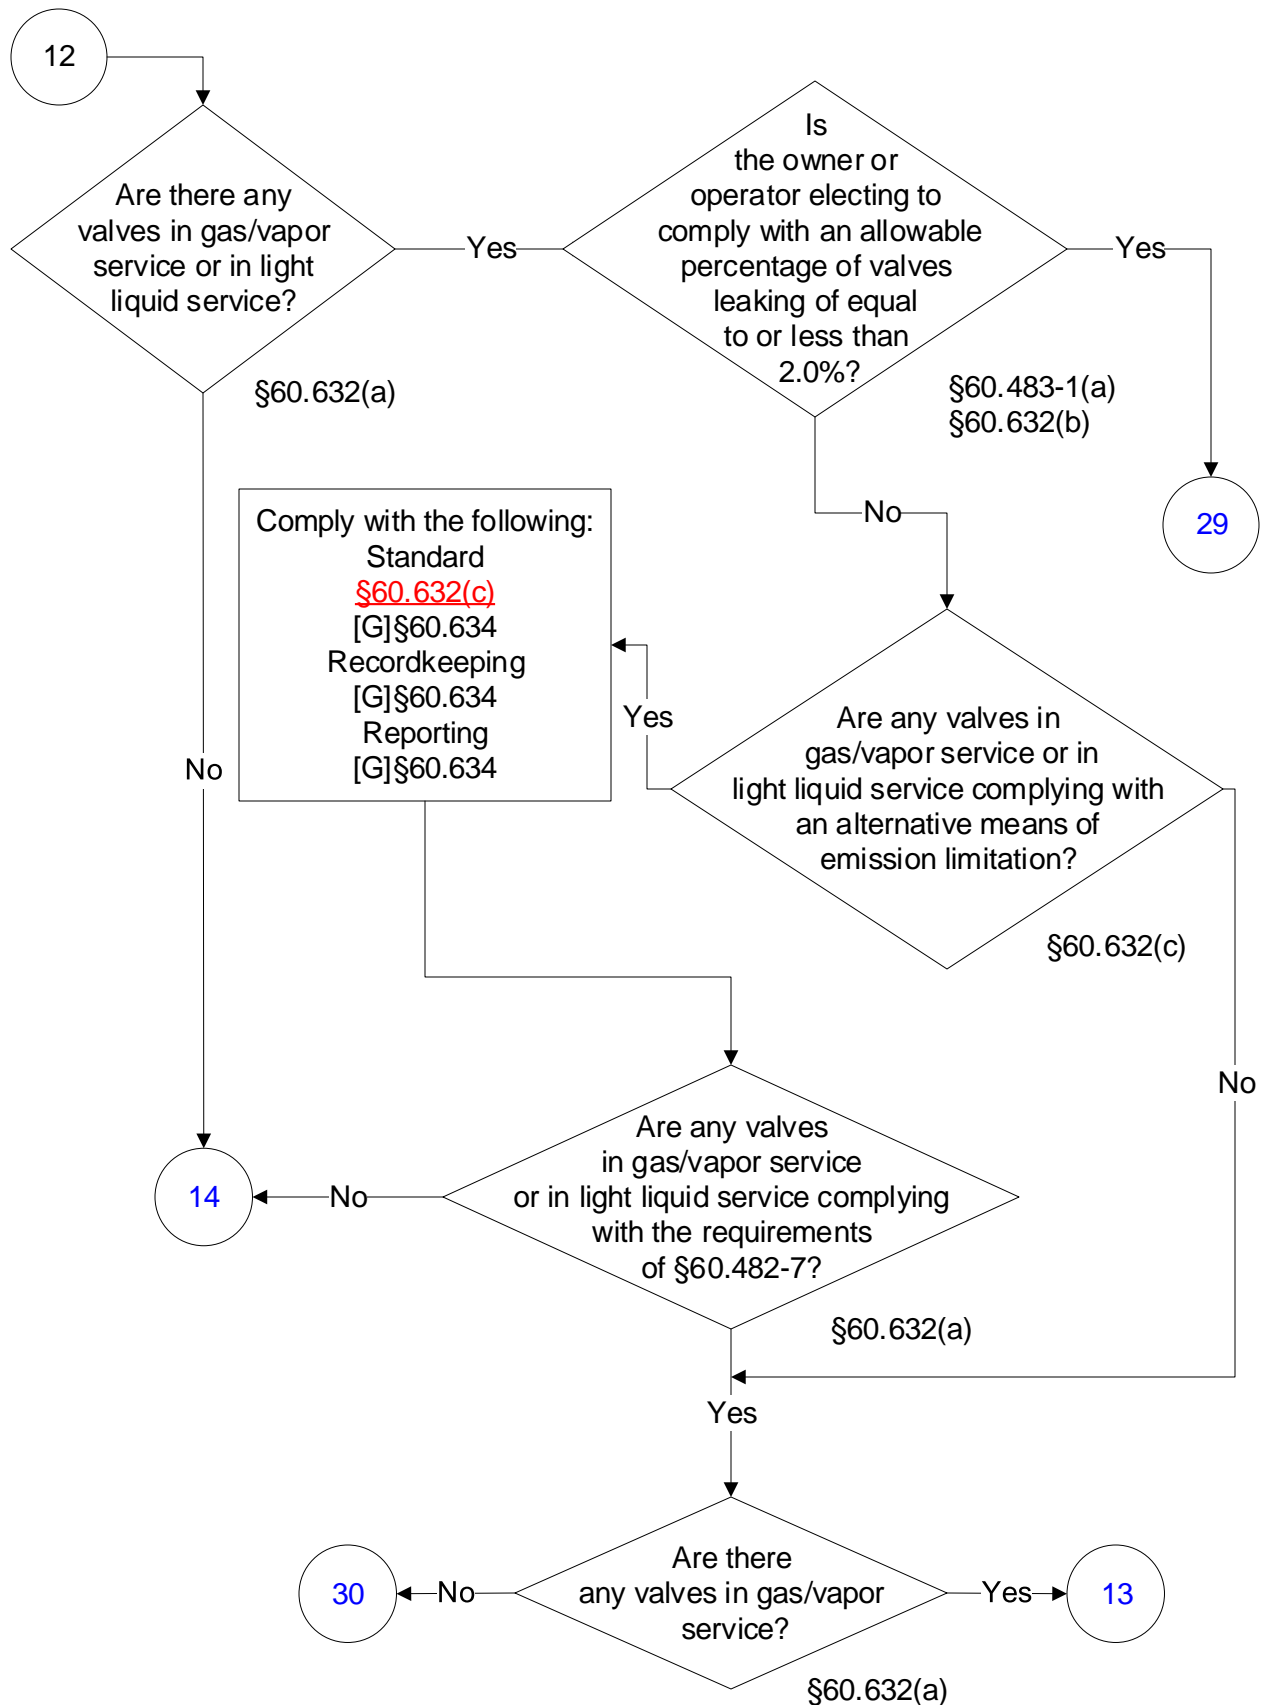 12
Are there any
valves in gas/vapor
service or in light
liquid service?
§60.632(a)
Yes
Is
the owner or
operator electing to
comply with an allowable
percentage of valves
leaking of equal
to or less than
2.0%?
§60.483-1(a)
§60.632(b)
Yes
29
No
Comply with the following:
Standard
§60.632(c)
[G]§60.634
Recordkeeping
[G]§60.634
Reporting
[G]§60.634
Yes
Are any valves in
gas/vapor service or in
light liquid service complying with
an alternative means of
emission limitation?
§60.632(c)
No
No
14
No
Are any valves
in gas/vapor service
or in light liquid service complying
with the requirements
of §60.482-7?
§60.632(a)
Yes
30
No
Are there
any valves in gas/vapor
service?
Yes
13
§60.632(a)